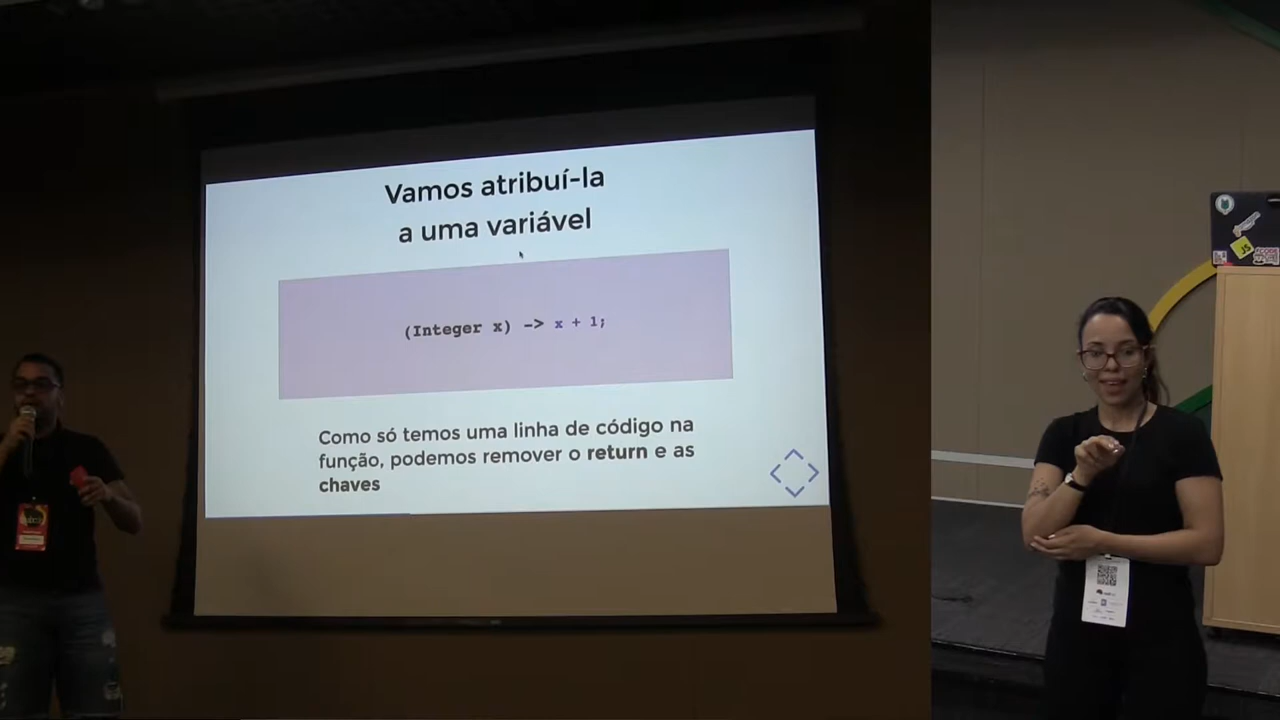 Vamos atribuí-la
a uma variável
(Integer x) -> x + 1;
Como só temos uma linha de código na
função, podemos remover o return e as
chaves
JS